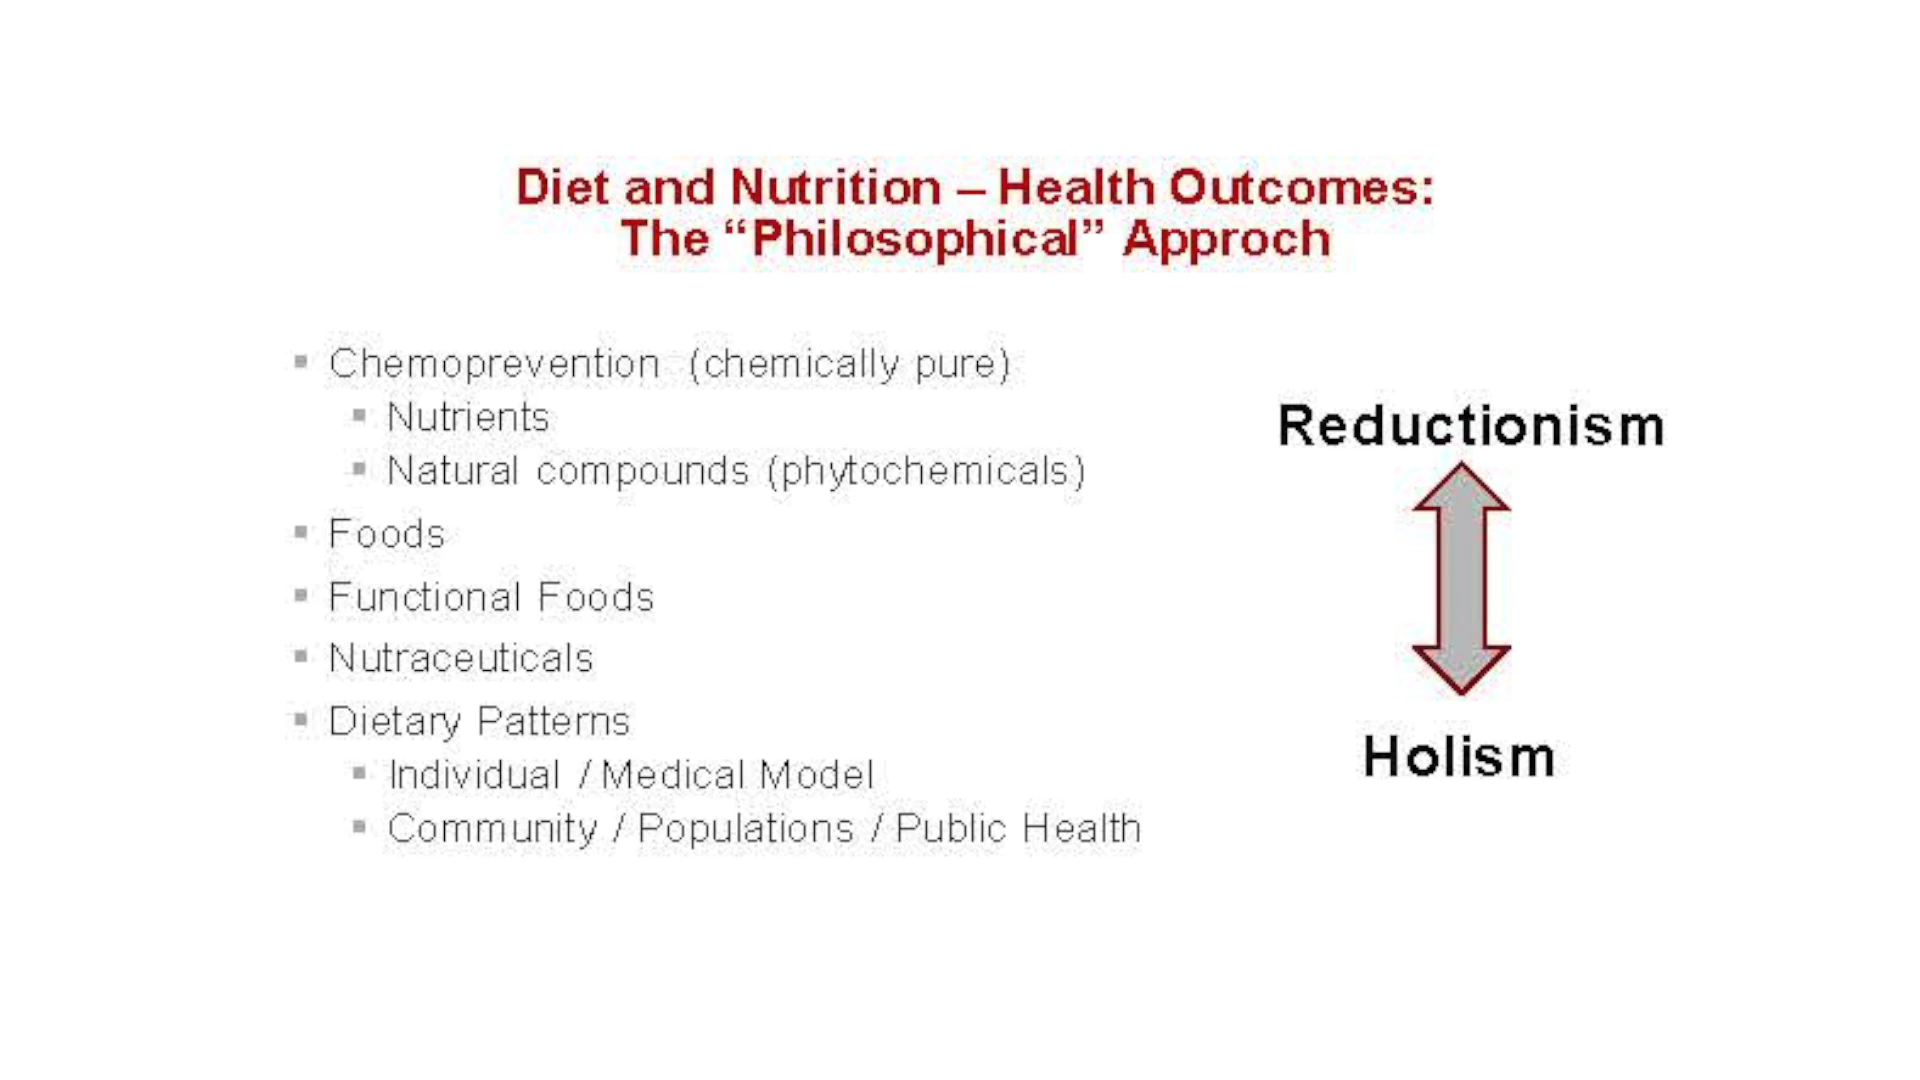 Diet and Nutrition – Health Outcomes:
The “Philosophical” Approch
▪ Chemoprevention (chemically pure)
▪ Nutrients
▪ Natural compounds (phytochemicals)
▪ Foods
▪ Functional Foods
▪ Nutraceuticals
▪ Dietary Patterns
▪ Individual / Medical Model
▪ Community / Populations / Public Health
Reductionism
Holism